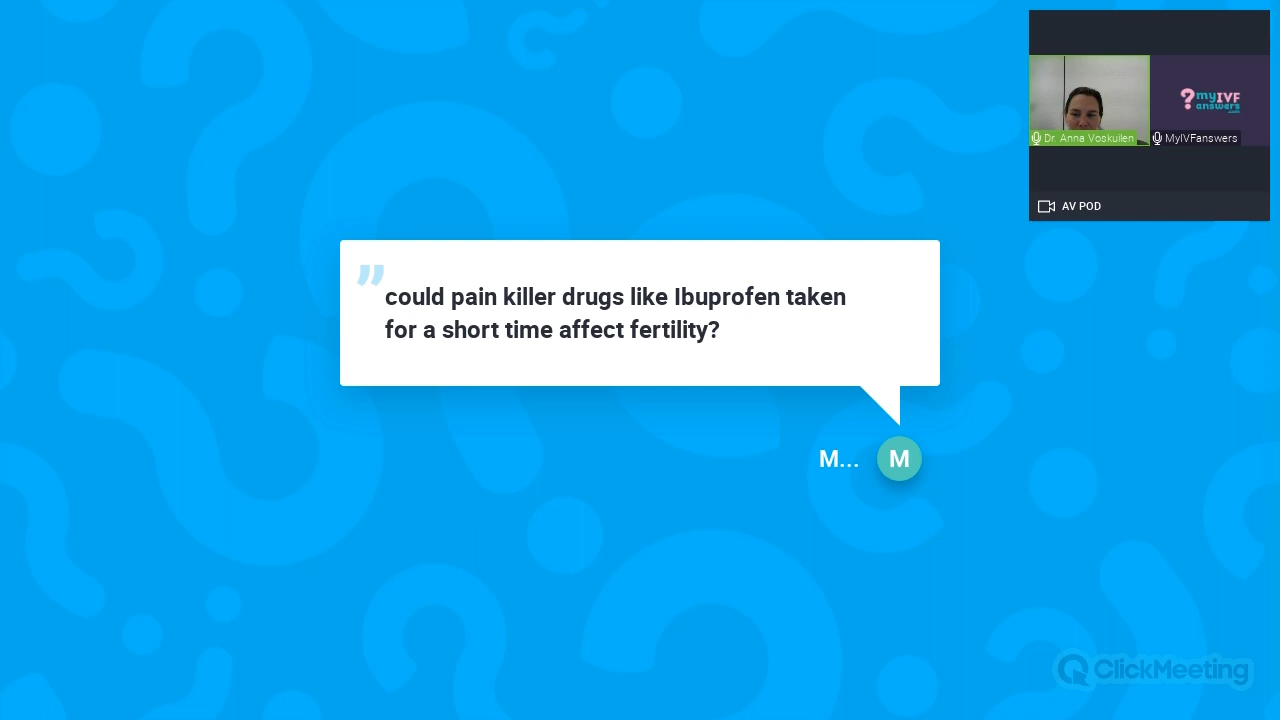 ?myIVF
answers
Dr. Anna Voskuilen
MyIVFanswers
AV POD
"
could pain killer drugs like Ibuprofen taken
for a short time affect fertility?
M...
M
ClickMeeting